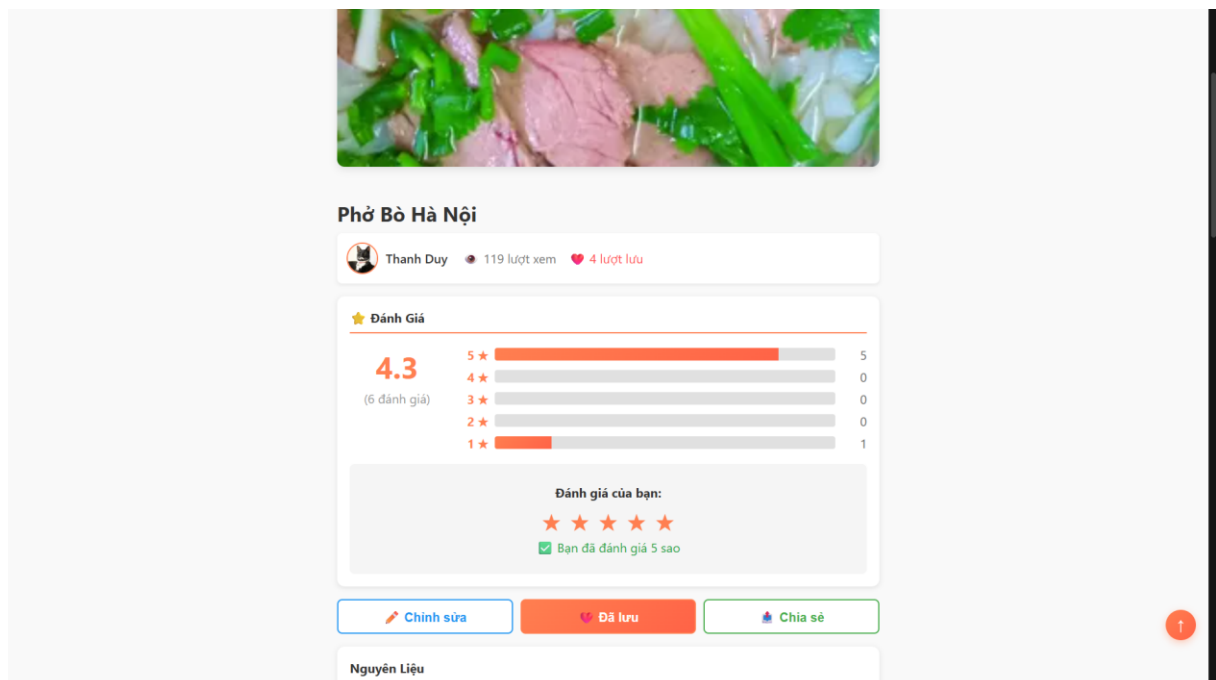 Phở Bò Hà Nội
Thanh Duy 119 lượt xem 4 lượt lưu
Đánh Giá
4.3
(6 đánh giá)
5 ★ 5
4 ★ 0
3 ★ 0
2 ★ 0
1 ★ 1
Đánh giá của bạn:
★ ★ ★ ★ ★
✅ Bạn đã đánh giá 5 sao
Chỉnh sửa Đã lưu Chia sẻ
↑
Nguyên Liệu